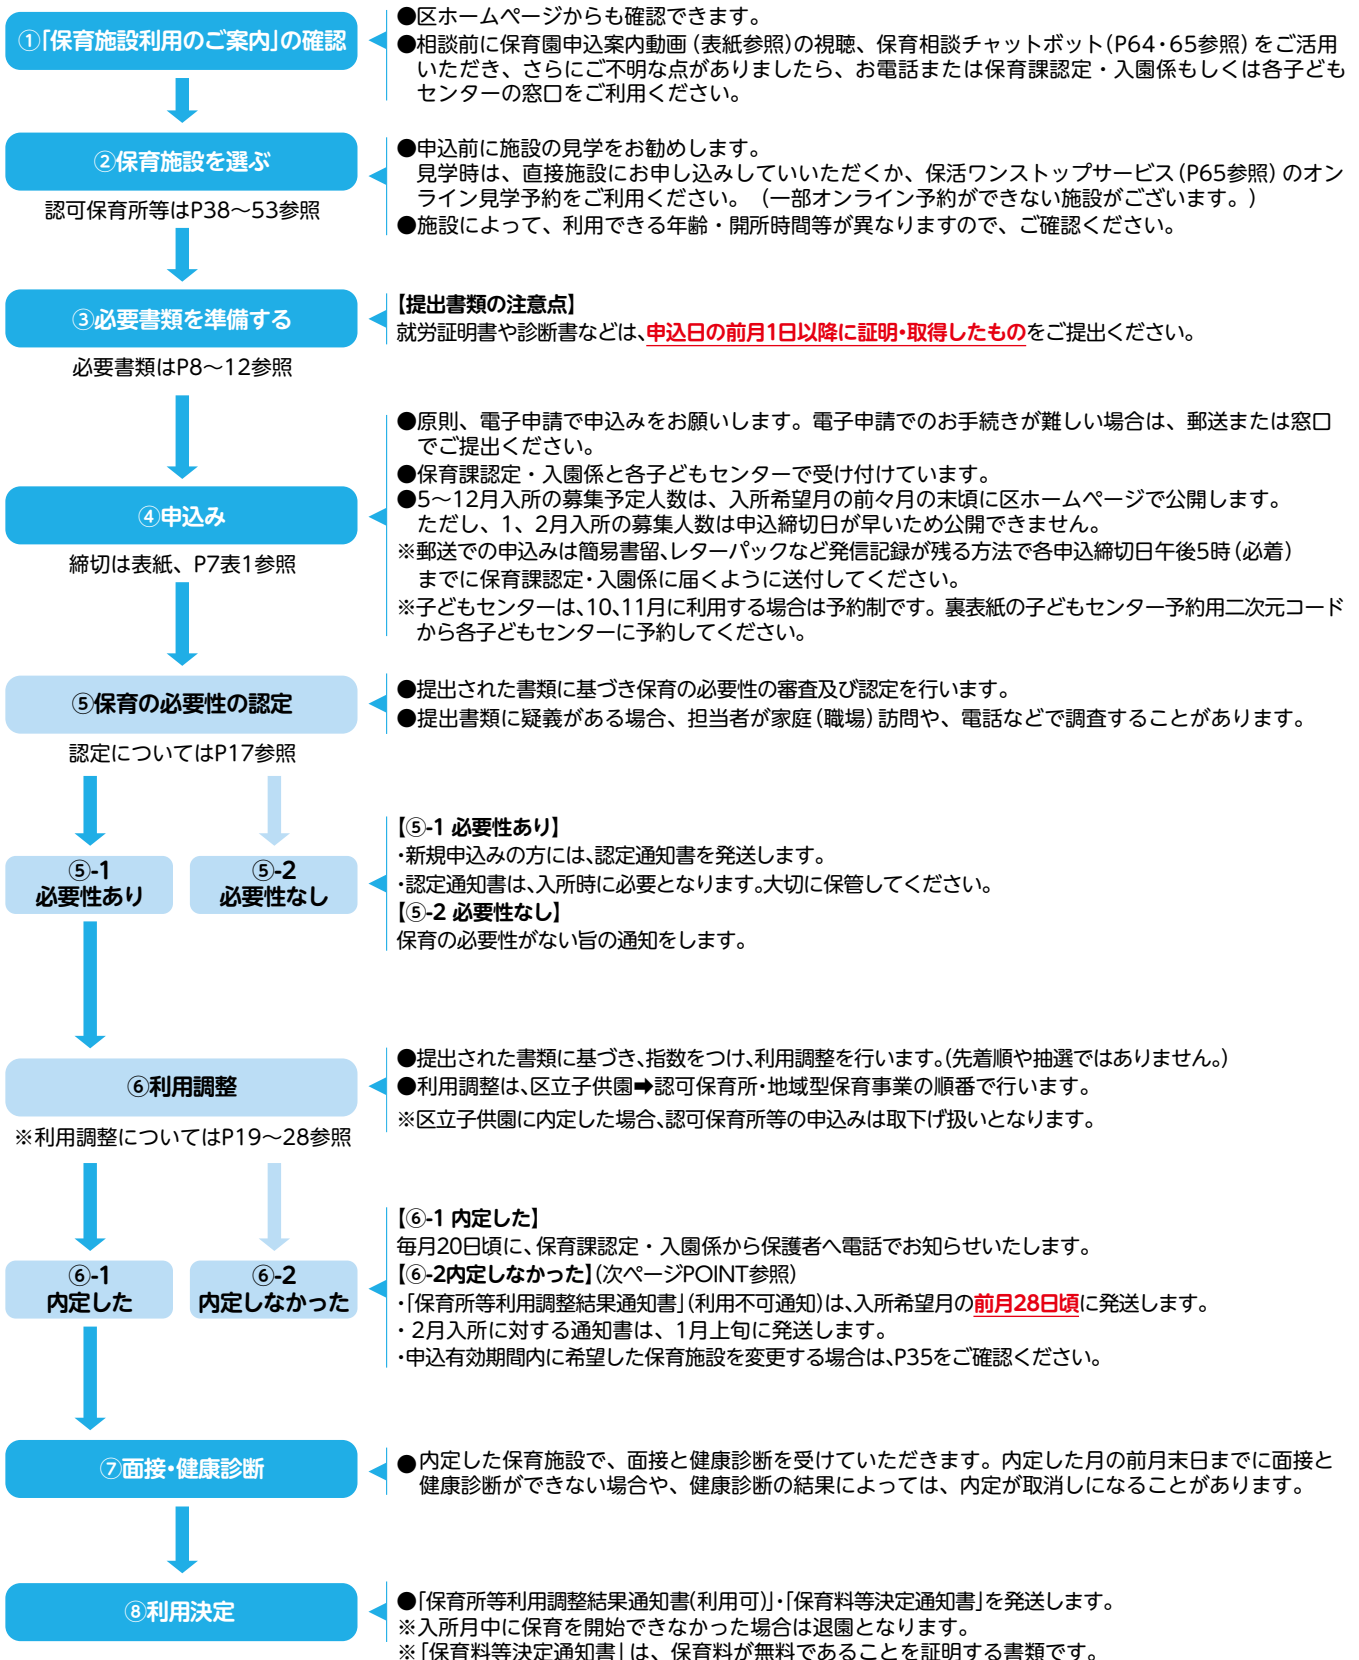 ①「保育施設利用のご案内」の確認
●区ホームページからも確認できます。
●相談前に保育園申込案内動画(表紙参照)の視聴、保育相談チャットボット(P64・65参照)をご活用
いただき、さらにご不明な点がありましたら、お電話または保育課認定・入園係もしくは各子ども
センターの窓口をご利用ください。
②保育施設を選ぶ
認可保育所等はP38〜53参照
●申込前に施設の見学をお勧めします。
見学時は、直接施設にお申し込みしていいただくか、保活ワンストップサービス(P65参照)のオン
ライン見学予約をご利用ください。(一部オンライン予約ができない施設がございます。)
●施設によって、利用できる年齢・開所時間等が異なりますので、ご確認ください。
③必要書類を準備する
必要書類はP8〜12参照
【提出書類の注意点】
就労証明書や診断書などは、申込日の前月1日以降に証明・取得したものをご提出ください。
④申込み
締切は表紙、P7表1参照
●原則、電子申請で申込みをお願いします。電子申請でのお手続きが難しい場合は、郵送または窓口
でご提出ください。
●保育課認定・入園係と各子どもセンターで受け付けています。
●5〜12月入所の募集予定人数は、入所希望月の前々月の末頃に区ホームページで公開します。
ただし、1、2月入所の募集人数は申込締切日が早いため公開できません。
※郵送での申込みは簡易書留、レターパックなど発信記録が残る方法で各申込締切日午後5時(必着)
までに保育課認定・入園係に届くように送付してください。
※子どもセンターは、10、11月に利用する場合は予約制です。裏表紙の子どもセンター予約用二次元コード
から各子どもセンターに予約してください。
⑤保育の必要性の認定
認定についてはP17参照
●提出された書類に基づき保育の必要性の審査及び認定を行います。
●提出書類に疑義がある場合、担当者が家庭(職場)訪問や、電話などで調査することがあります。
⑤-1
必要性あり
⑤-2
必要性なし
【⑤-1 必要性あり】
・新規申込みの方には、認定通知書を発送します。
・認定通知書は、入所時に必要となります。大切に保管してください。
【⑤-2 必要性なし】
保育の必要性がない旨の通知をします。
⑥利用調整
※利用調整についてはP19〜28参照
●提出された書類に基づき、指数をつけ、利用調整を行います。(先着順や抽選ではありません。)
●利用調整は、区立子供園➡認可保育所・地域型保育事業の順番で行います。
※区立子供園に内定した場合、認可保育所等の申込みは取下げ扱いとなります。
⑥-1
内定した
⑥-2
内定しなかった
【⑥-1 内定した】
毎月20日頃に、保育課認定・入園係から保護者へ電話でお知らせいたします。
【⑥-2内定しなかった】(次ページPOINT参照)
・「保育所等利用調整結果通知書」(利用不可通知)は、入所希望月の前月28日頃に発送します。
・2月入所に対する通知書は、1月上旬に発送します。
・申込有効期間内に希望した保育施設を変更する場合は、P35をご確認ください。
⑦面接・健康診断
●内定した保育施設で、面接と健康診断を受けていただきます。内定した月の前月末日までに面接と
健康診断ができない場合や、健康診断の結果によっては、内定が取消しになることがあります。
⑧利用決定
●「保育所等利用調整結果通知書(利用可)」・「保育料等決定通知書」を発送します。
※入所月中に保育を開始できなかった場合は退園となります。
※「保育料等決定通知書」は、保育料が無料であることを証明する書類です。